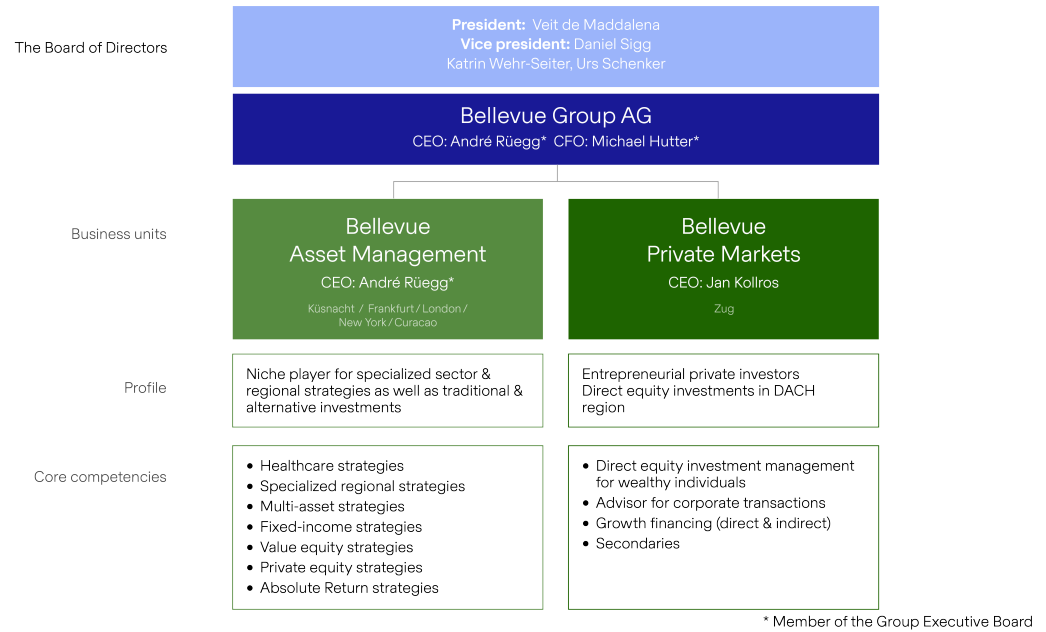 The Board of Directors
President: Veit de Maddalena
Vice president: Daniel Sigg
Katrin Wehr-Seiter, Urs Schenker
Bellevue Group AG
CEO: André Rüegg* CFO: Michael Hutter*
Business units
Bellevue
Asset Management
CEO: André Rüegg*
Küsnacht / Frankfurt / London /
New York / Curacao
Bellevue
Private Markets
CEO: Jan Kollros
Zug
Profile
Niche player for specialized sector &
regional strategies as well as traditional &
alternative investments
Entrepreneurial private investors
Direct equity investments in DACH
region
Core competencies
• Healthcare strategies
• Specialized regional strategies
• Multi-asset strategies
• Fixed-income strategies
• Value equity strategies
• Private equity strategies
• Absolute Return strategies
• Direct equity investment management
for wealthy individuals
• Advisor for corporate transactions
• Growth financing (direct & indirect)
• Secondaries
* Member of the Group Executive Board